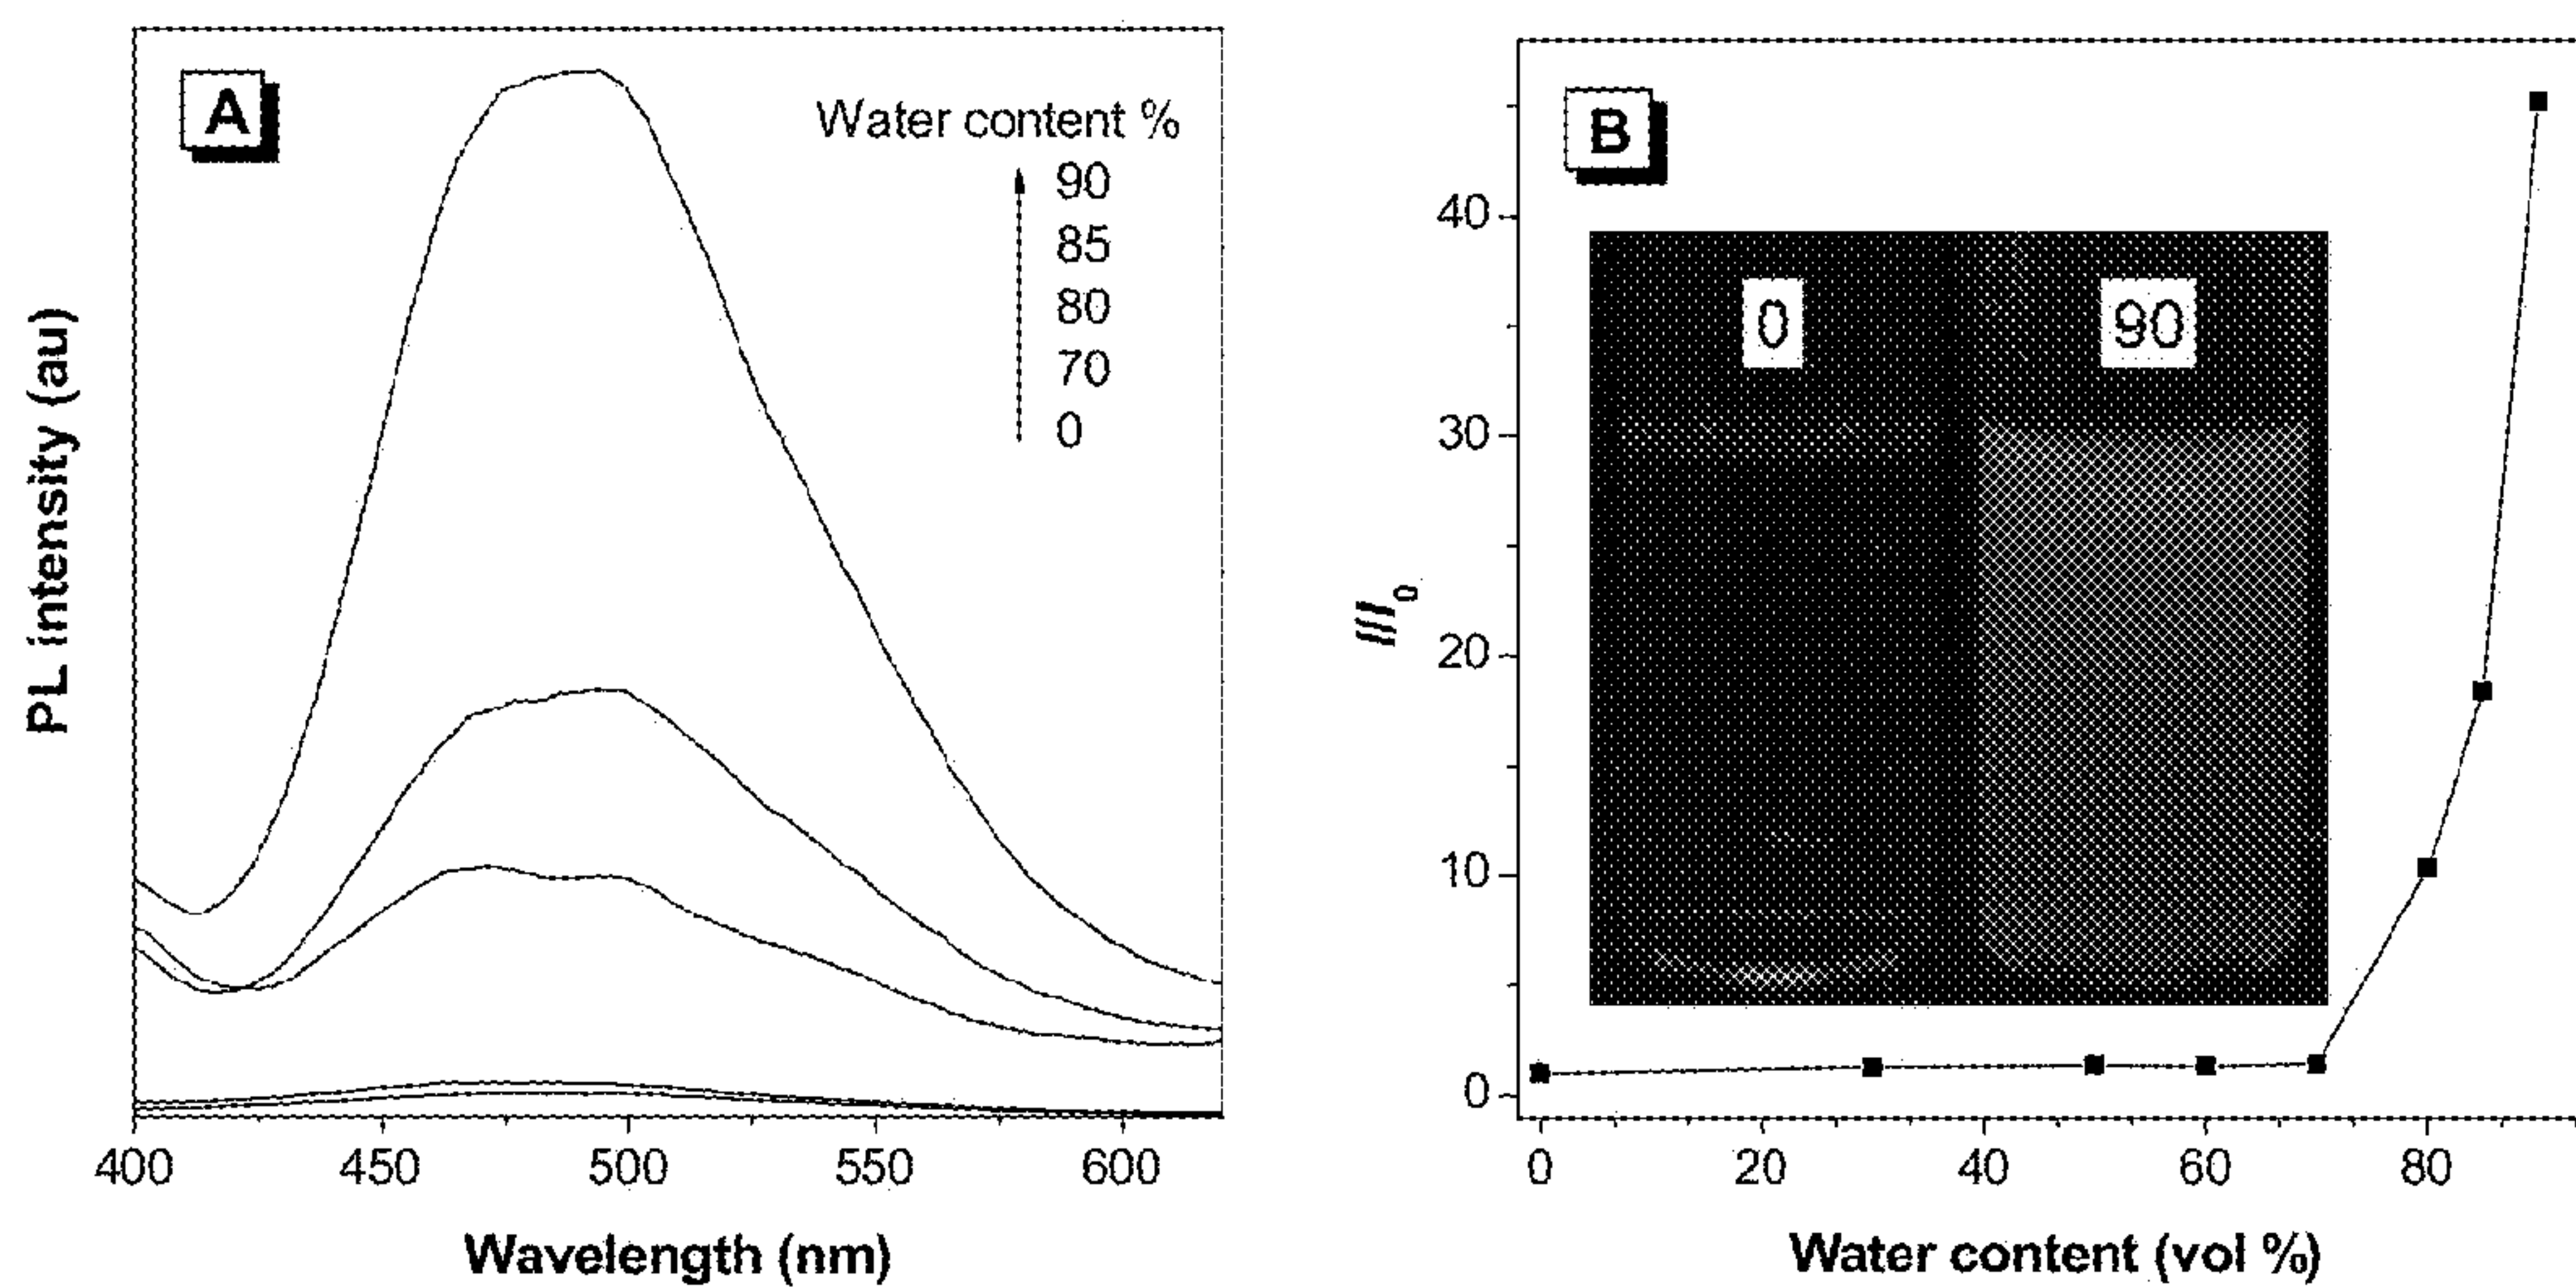 A
Water content %
90
85
80
70
0
PL intensity (au)
400 450 500 550 600
Wavelength (nm)
B
0 90
40
30
20
10
0
I/I0
0 20 40 60 80
Water content (vol %)